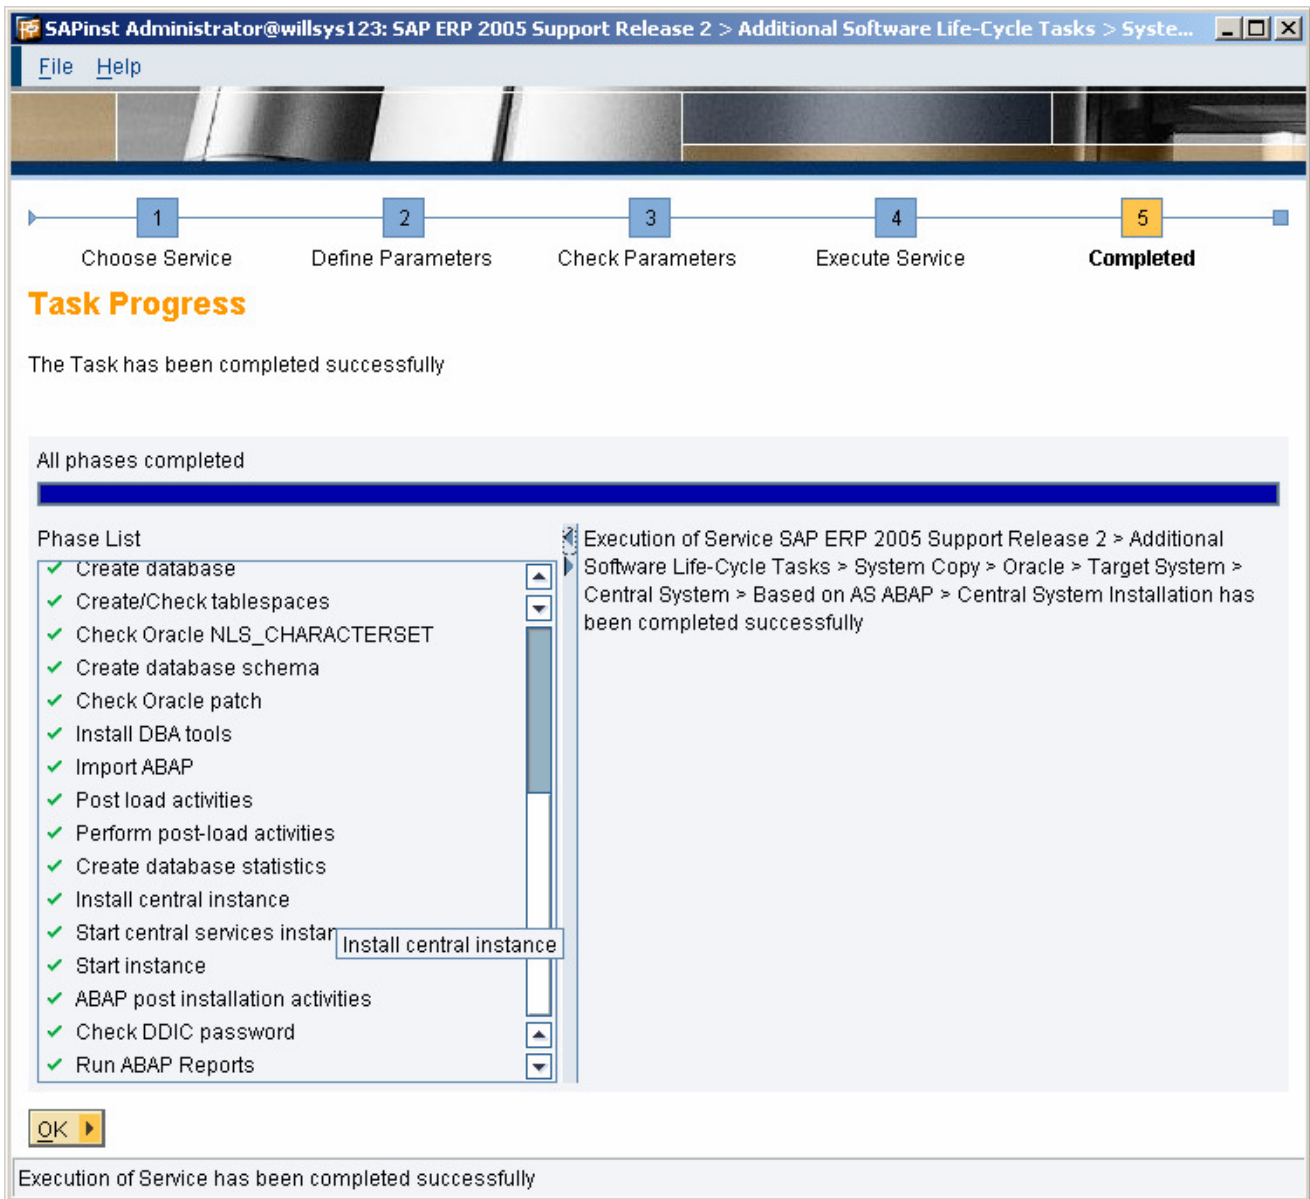 SAPinst Administrator@willsys123: SAP ERP 2005 Support Release 2 > Additional Software Life-Cycle Tasks > Syste...
File Help
1 2 3 4 5
Choose Service Define Parameters Check Parameters Execute Service Completed
Task Progress
The Task has been completed successfully
All phases completed
Phase List
Create database
Create/Check tablespaces
Check Oracle NLS_CHARACTERSET
Create database schema
Check Oracle patch
Install DBA tools
Import ABAP
Post load activities
Perform post-load activities
Create database statistics
Install central instance
Start central services instan
Install central instance
Start instance
ABAP post installation activities
Check DDIC password
Run ABAP Reports
Execution of Service SAP ERP 2005 Support Release 2 > Additional
Software Life-Cycle Tasks > System Copy > Oracle > Target System >
Central System > Based on AS ABAP > Central System Installation has
been completed successfully
OK
Execution of Service has been completed successfully